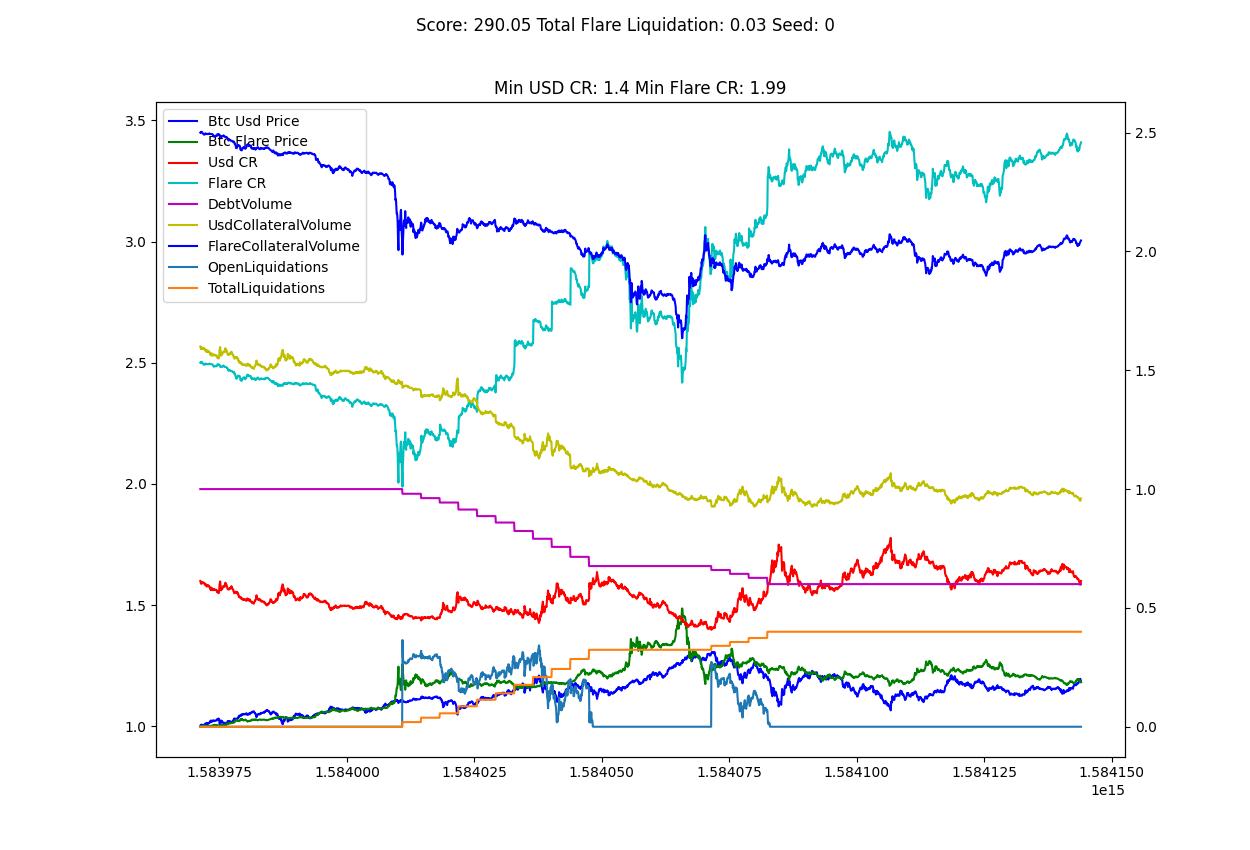 Score: 290.05 Total Flare Liquidation: 0.03 Seed: 0
Min USD CR: 1.4 Min Flare CR: 1.99
3.5
3.0
2.5
2.0
1.5
1.0
Btc Usd Price
Btc Flare Price
Usd CR
Flare CR
DebtVolume
UsdCollateralVolume
FlareCollateralVolume
OpenLiquidations
TotalLiquidations
2.5
2.0
1.5
1.0
0.5
0.0
1.583975 1.584000 1.584025 1.584050 1.584075 1.584100 1.584125 1.584150
1e15